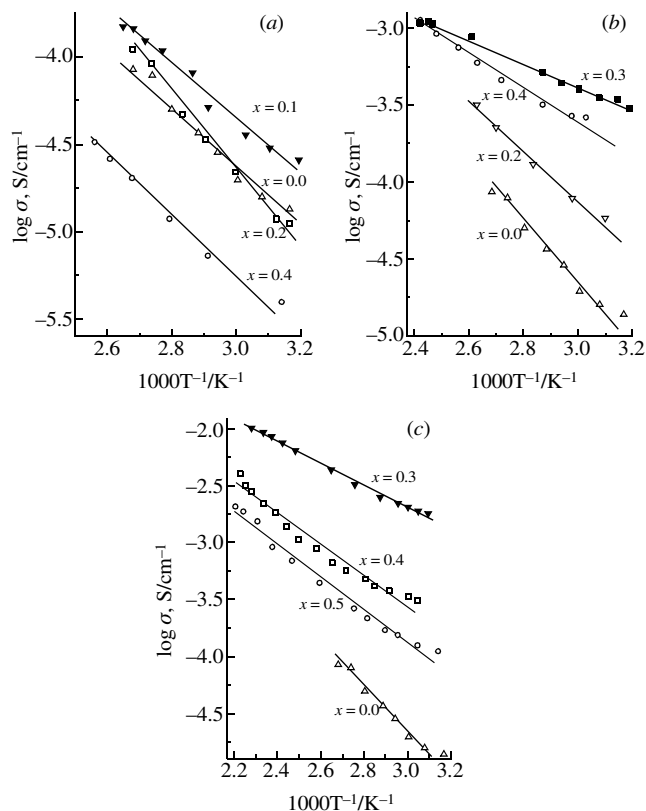 (a)
log σ, S/cm⁻¹
−4.0
−4.5
−5.0
−5.5
x = 0.1
x = 0.0
x = 0.2
x = 0.4
2.6 2.8 3.0 3.2
1000T⁻¹/K⁻¹
(b)
log σ, S/cm⁻¹
−3.0
−3.5
−4.0
−4.5
−5.0
x = 0.3
x = 0.4
x = 0.2
x = 0.0
2.4 2.6 2.8 3.0 3.2
1000T⁻¹/K⁻¹
(c)
log σ, S/cm⁻¹
−2.0
−2.5
−3.0
−3.5
−4.0
−4.5
x = 0.3
x = 0.4
x = 0.5
x = 0.0
2.2 2.4 2.6 2.8 3.0 3.2
1000T⁻¹/K⁻¹